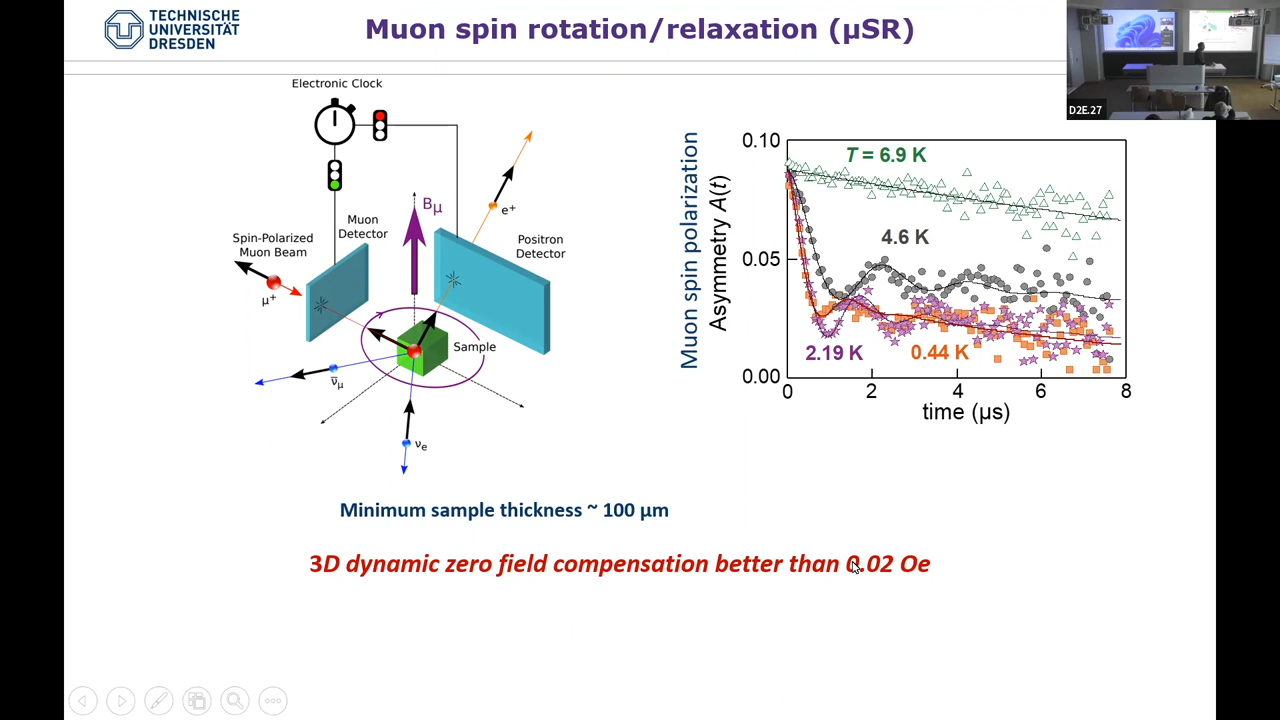 TECHNISCHE
UNIVERSITÄT
DRESDEN
Muon spin rotation/relaxation (µSR)
D2E.27
Electronic Clock
Spin-Polarized
Muon Beam
Muon
Detector
Bμ
e⁺
Positron
Detector
μ⁺
Sample
ν̅μ
νe
Muon spin polarization
Asymmetry A(t)
0.10
0.05
0.00
T = 6.9 K
4.6 K
2.19 K
0.44 K
0 2 4 6 8
time (µs)
Minimum sample thickness ~ 100 µm
3D dynamic zero field compensation better than 0.02 Oe